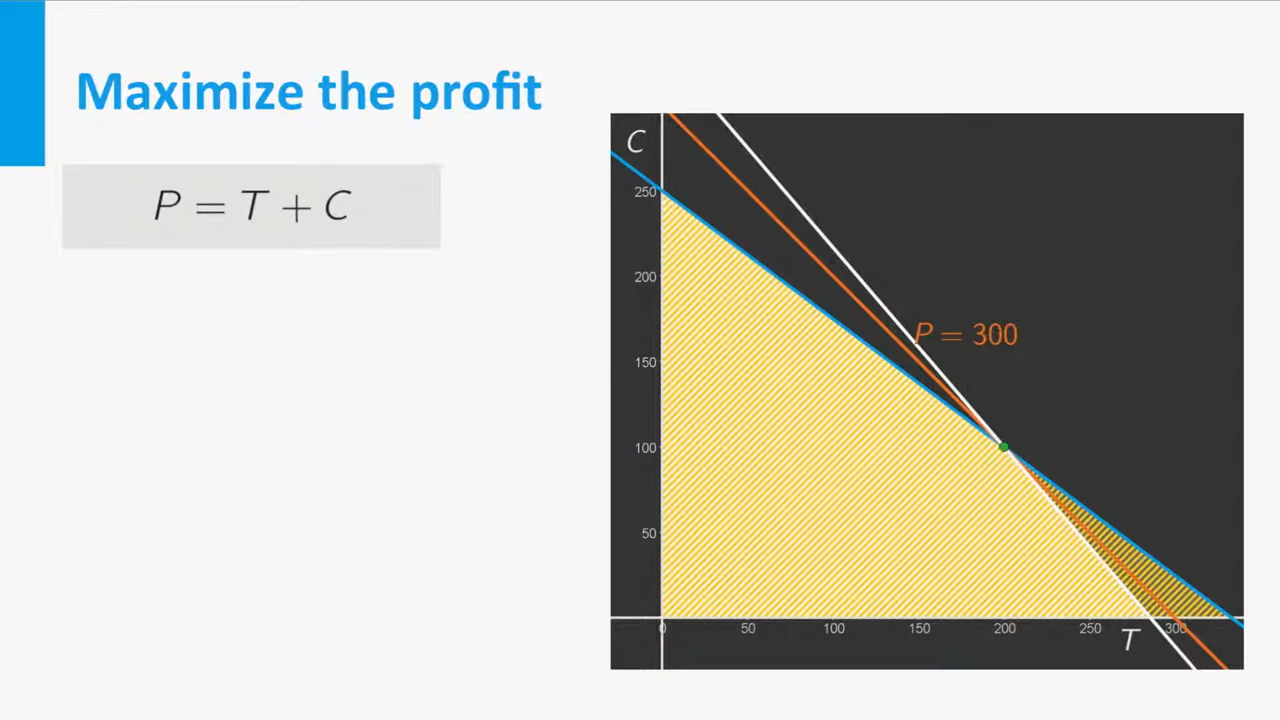 Maximize the profit
P = T + C
C
250
200
150
100
50
P = 300
0 50 100 150 200 250 300
T